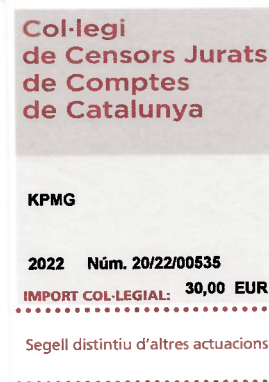 Col·legi
de Censors Jurats
de Comptes
de Catalunya
KPMG
2022 Núm. 20/22/00535
IMPORT COL·LEGIAL: 30,00 EUR
Segell distintiu d'altres actuacions